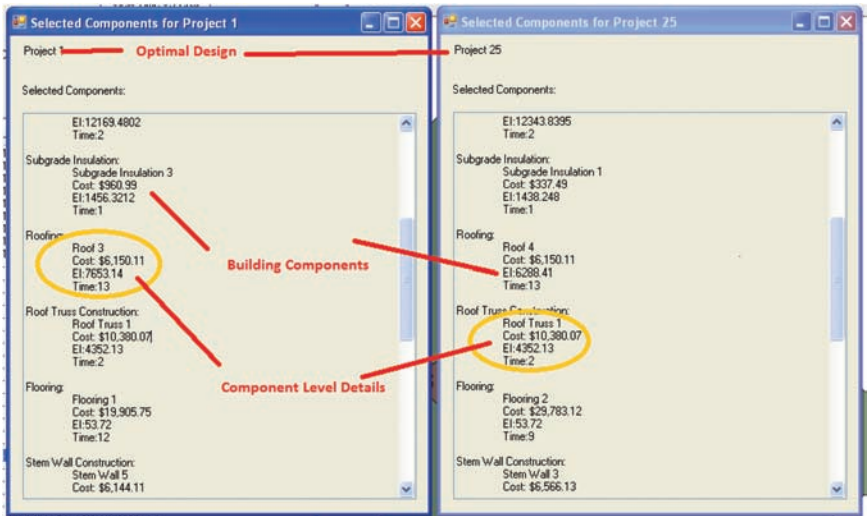 Selected Components for Project 1
Project 1
Selected Components:
EI:12169.4802
Time:2
Subgrade Insulation:
Subgrade Insulation 3
Cost: $960.99
EI:1456.3212
Time:1
Roofing:
Roof 3
Cost: $6,150.11
EI:7653.14
Time:13
Roof Truss Construction:
Roof Truss 1
Cost: $10,380.07
EI:4352.13
Time:2
Flooring:
Flooring 1
Cost: $19,905.75
EI:53.72
Time:12
Stem Wall Construction:
Stem Wall 5
Cost: $6,144.11
Optimal Design
Building Components
Component Level Details
Selected Components for Project 25
Project 25
Selected Components:
EI:12343.8395
Time:2
Subgrade Insulation:
Subgrade Insulation 1
Cost: $337.49
EI:1438.248
Time:1
Roofing:
Roof 4
Cost: $6,150.11
EI:6288.41
Time:13
Roof Truss Construction:
Roof Truss 1
Cost: $10,380.07
EI:4352.13
Time:2
Flooring:
Flooring 2
Cost: $29,783.12
EI:53.72
Time:9
Stem Wall Construction:
Stem Wall 3
Cost: $6,566.13